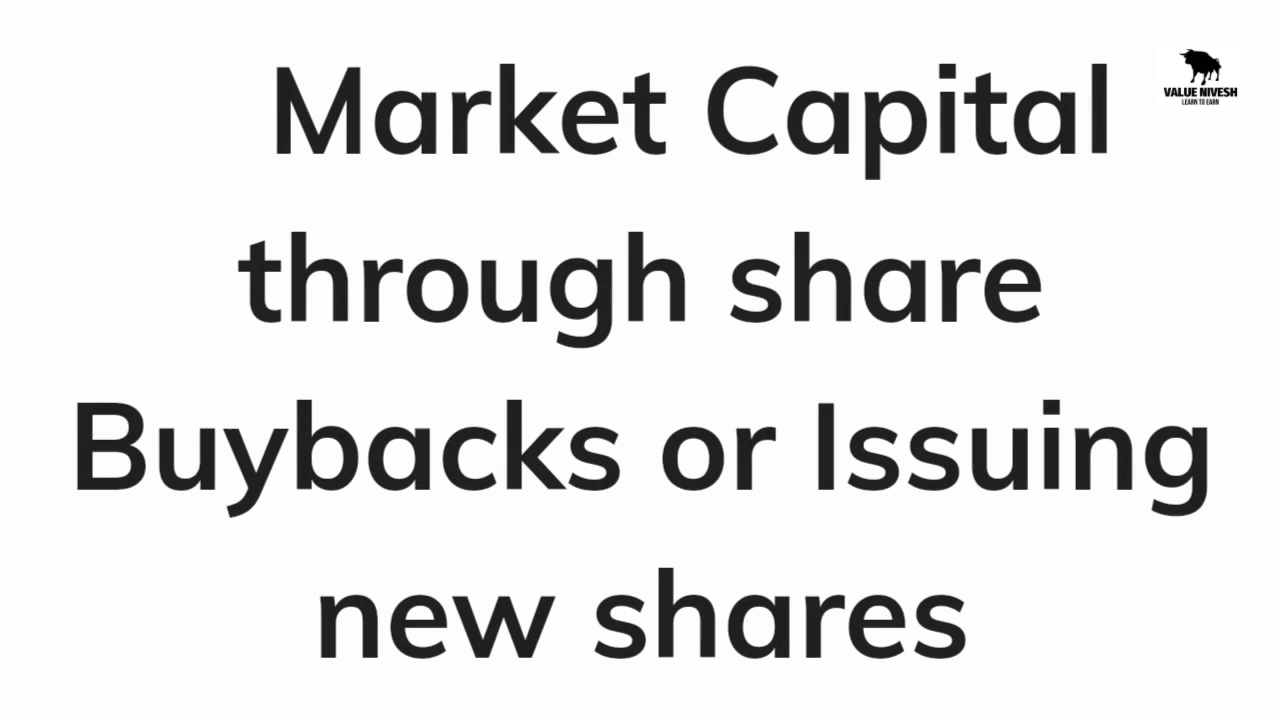 Market Capital
through share
Buybacks or Issuing
new shares
VALUE NIVESH
LEARN TO EARN